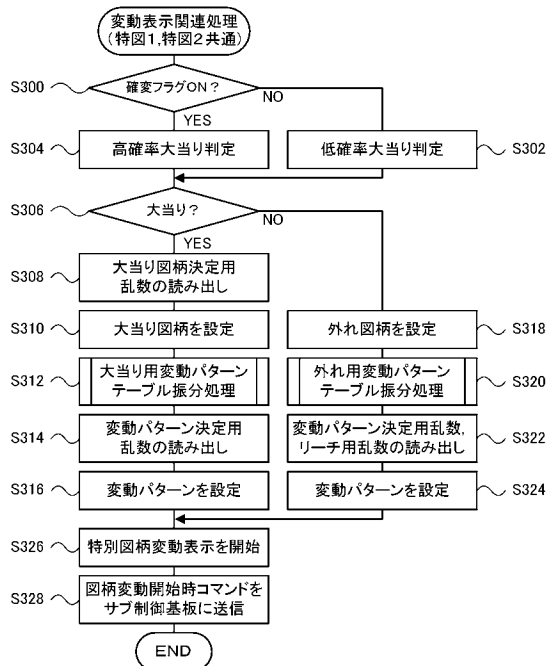 変動表示関連処理
(特図1,特図2共通)
S300
確変フラグON?
NO
YES
S304
高確率大当り判定
低確率大当り判定
S302
S306
大当り?
NO
YES
S308
大当り図柄決定用
乱数の読み出し
S310
大当り図柄を設定
外れ図柄を設定
S318
S312
大当り用変動パターン
テーブル振分処理
外れ用変動パターン
テーブル振分処理
S320
S314
変動パターン決定用
乱数の読み出し
変動パターン決定用乱数,
リーチ用乱数の読み出し
S322
S316
変動パターンを設定
変動パターンを設定
S324
S326
特別図柄変動表示を開始
S328
図柄変動開始時コマンドを
サブ制御基板に送信
END